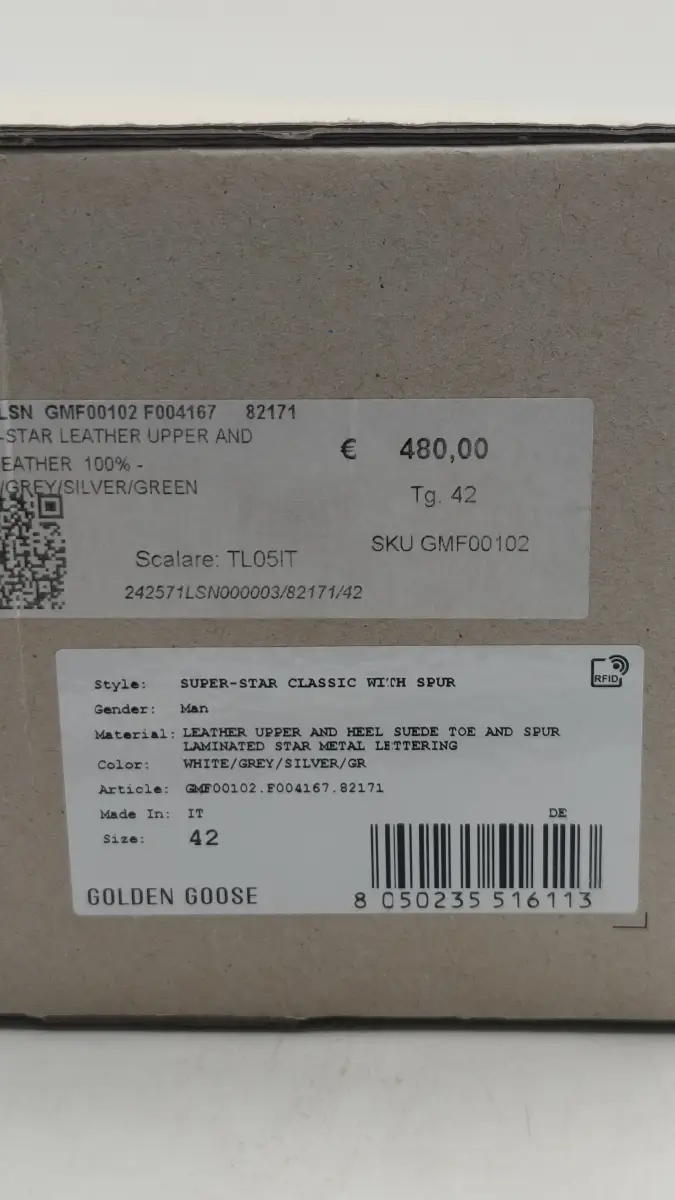 LSN GMF00102 F004167 82171
-STAR LEATHER UPPER AND
EATHER 100% -
/GREY/SILVER/GREEN
€ 480,00
Tg. 42
SKU GMF00102
Scalare: TL05IT
242571LSN000003/82171/42
RFID
Style: SUPER-STAR CLASSIC WITH SPUR
Gender: Man
Material: LEATHER UPPER AND HEEL SUEDE TOE AND SPUR
LAMINATED STAR METAL LETTERING
Color: WHITE/GREY/SILVER/GR
Article: GMF00102.F004167.82171
Made In: IT
DE
Size: 42
GOLDEN GOOSE
8 050235 516113